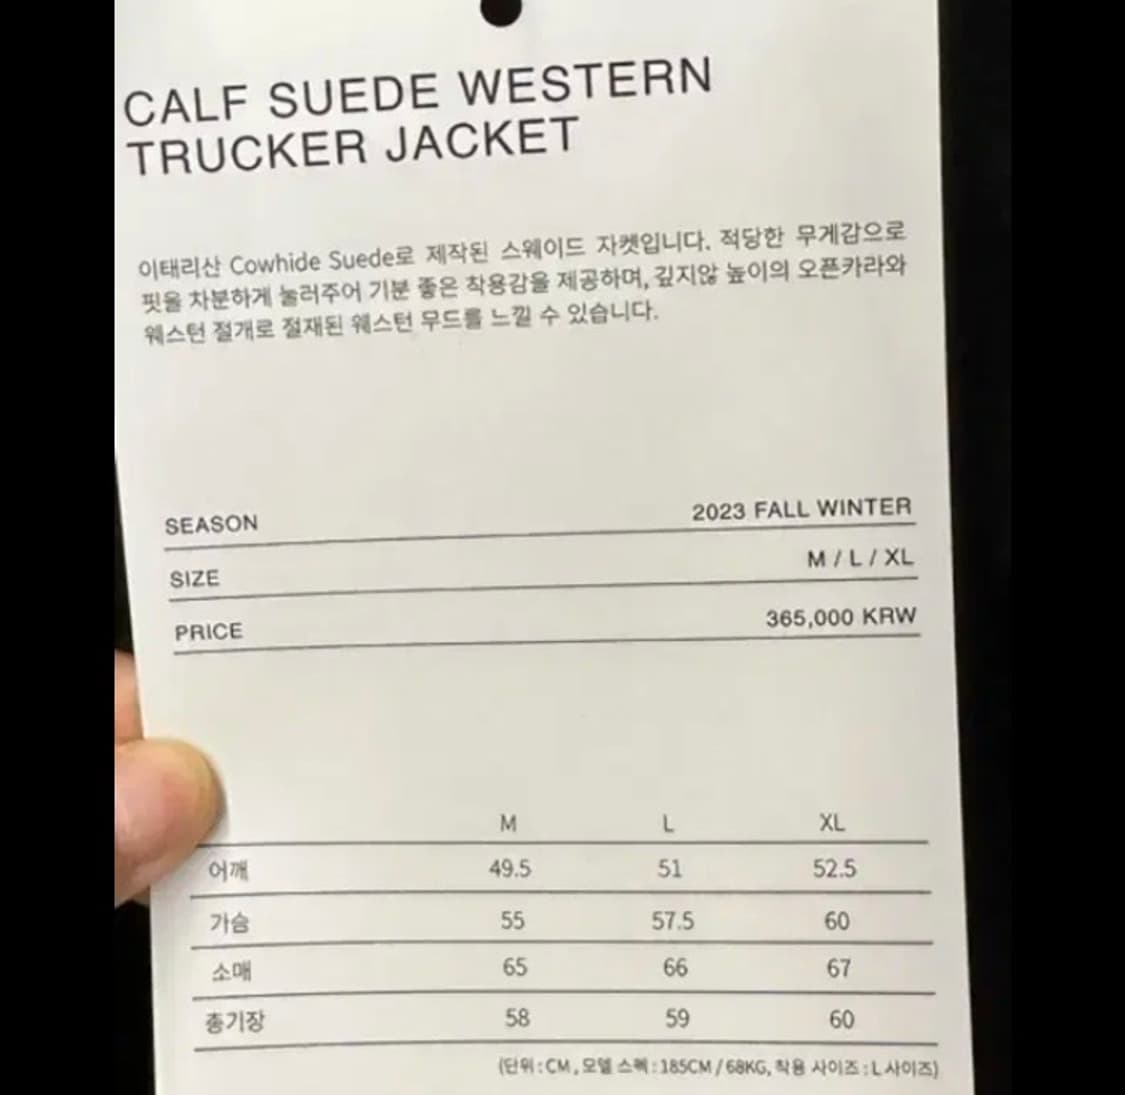 CALF SUEDE WESTERN
TRUCKER JACKET
이태리산 Cowhide Suede로 제작된 스웨이드 자켓입니다. 적당한 무게감으로
핏을 차분하게 눌러주어 기분 좋은 착용감을 제공하며, 깊지않 높이의 오픈카라와
웨스턴 절개로 절재된 웨스턴 무드를 느낄 수 있습니다.
SEASON 2023 FALL WINTER
SIZE M / L / XL
PRICE 365,000 KRW
M L XL
어깨 49.5 51 52.5
가슴 55 57.5 60
소매 65 66 67
총기장 58 59 60
(단위 : CM , 모델 스펙 : 185CM / 68KG, 착용 사이즈 : L 사이즈)